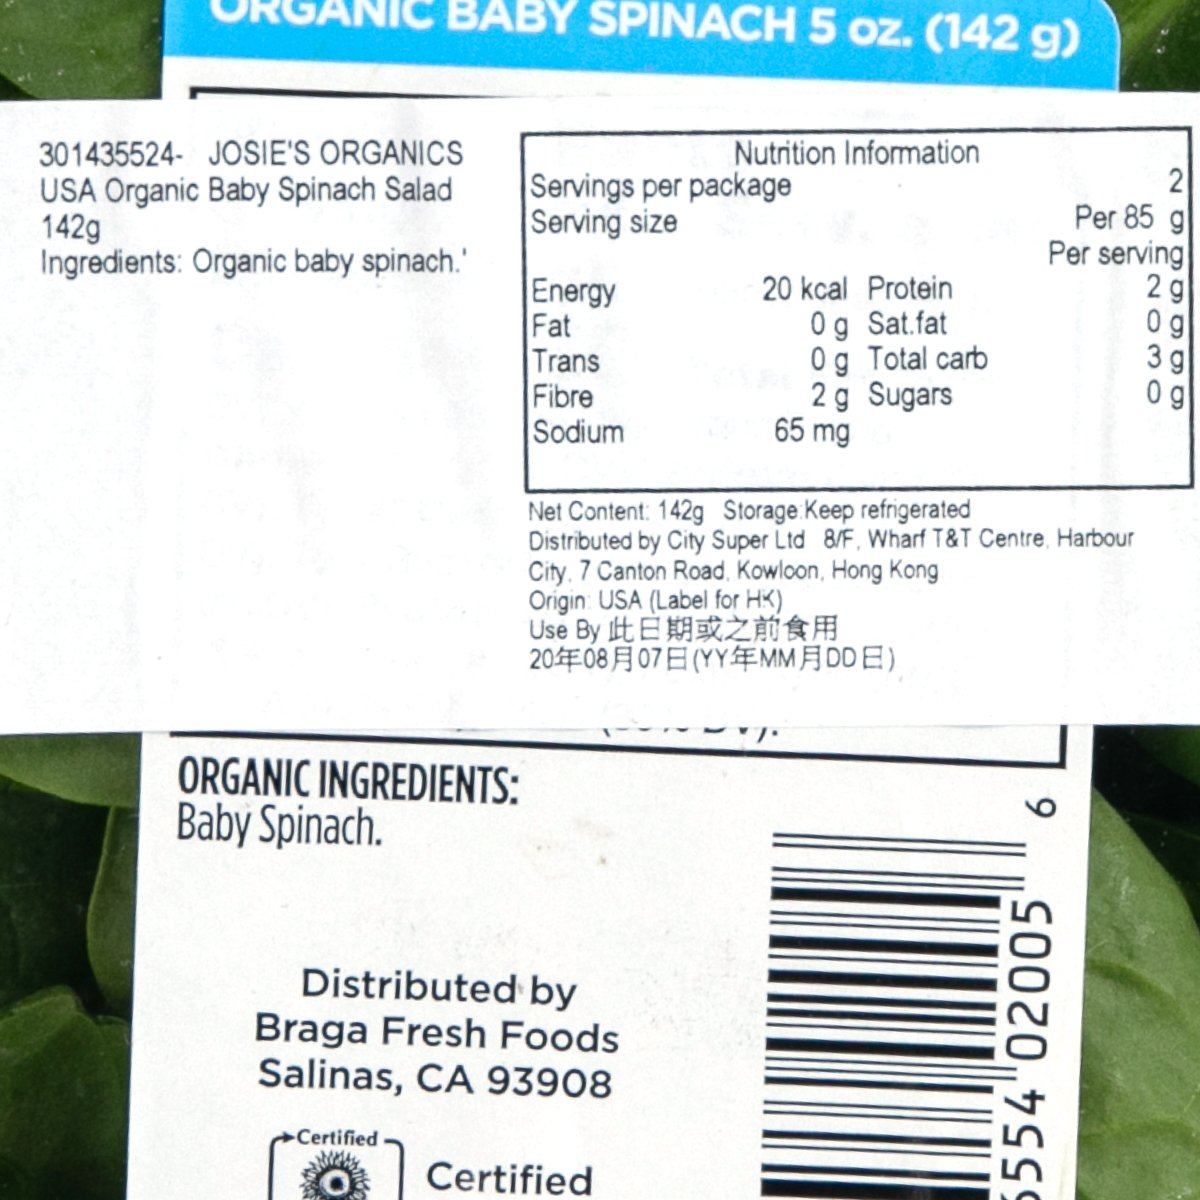 ORGANIC BABY SPINACH 5 oz. (142 g)
301435524- JOSIE'S ORGANICS
USA Organic Baby Spinach Salad
142g
Ingredients: Organic baby spinach.'
Nutrition Information
Servings per package 2
Serving size Per 85 g
Per serving
Energy 20 kcal Protein 2 g
Fat 0 g Sat.fat 0 g
Trans 0 g Total carb 3 g
Fibre 2 g Sugars 0 g
Sodium 65 mg
Net Content: 142g Storage:Keep refrigerated
Distributed by City Super Ltd 8/F, Wharf T&T Centre, Harbour
City, 7 Canton Road, Kowloon, Hong Kong
Origin: USA (Label for HK)
Use By 此日期或之前食用
20年08月07日(YY年MM月DD日)
ORGANIC INGREDIENTS:
Baby Spinach.
Distributed by
Braga Fresh Foods
Salinas, CA 93908
Certified
Certified
6554 02005 6